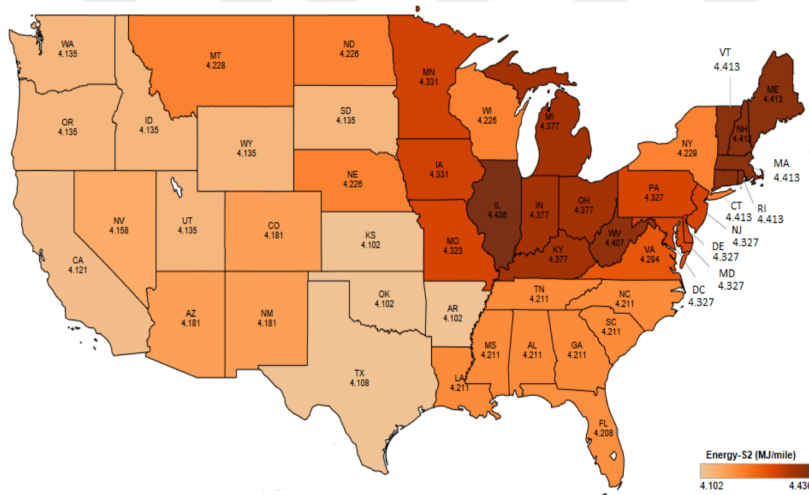 WA
4.135
MT
4.228
ND
4.226
MN
4.331
VT
4.413
ME
4.413
OR
4.135
ID
4.135
SD
4.135
WI
4.226
MI
4.377
NH
4.413
WY
4.135
NY
4.229
MA
4.413
NE
4.226
IA
4.331
PA
4.327
CT
4.413
RI
4.413
NV
4.158
UT
4.135
CO
4.181
KS
4.102
MO
4.323
IL
4.436
IN
4.377
OH
4.377
NJ
4.327
WV
4.407
VA
4.294
DE
4.327
KY
4.377
MD
4.327
CA
4.121
DC
4.327
AZ
4.181
NM
4.181
OK
4.102
AR
4.102
TN
4.211
NC
4.211
SC
4.211
MS
4.211
AL
4.211
GA
4.211
TX
4.108
LA
4.211
FL
4.208
Energy-S2 (MJ/mile)
4.102 4.436